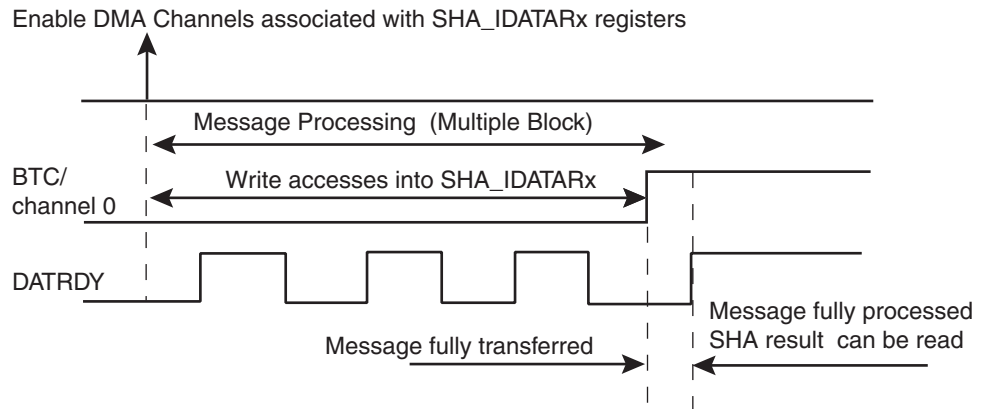 Enable DMA Channels associated with SHA_IDATARx registers
Message Processing (Multiple Block)
BTC/
channel 0
Write accesses into SHA_IDATARx
DATRDY
Message fully transferred
Message fully processed
SHA result can be read